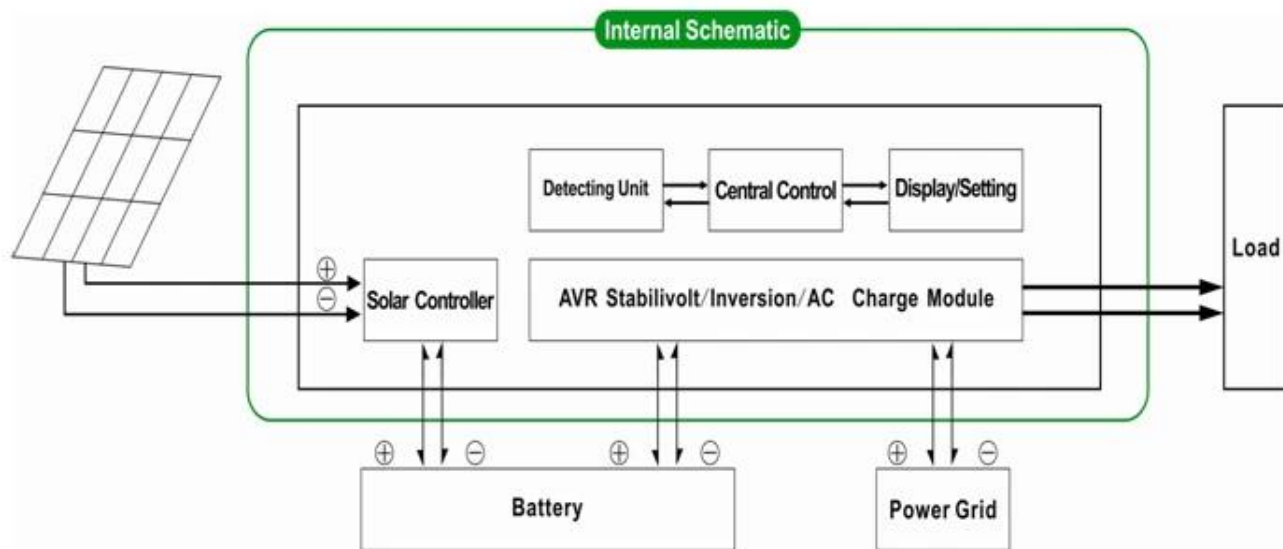 Internal Schematic
Detecting Unit
Central Control
Display/Setting
Load
⊕
⊖
Solar Controller
AVR Stabilivolt/Inversion/AC Charge Module
⊕ ⊖ ⊕ ⊖ ⊕ ⊖
Battery
Power Grid